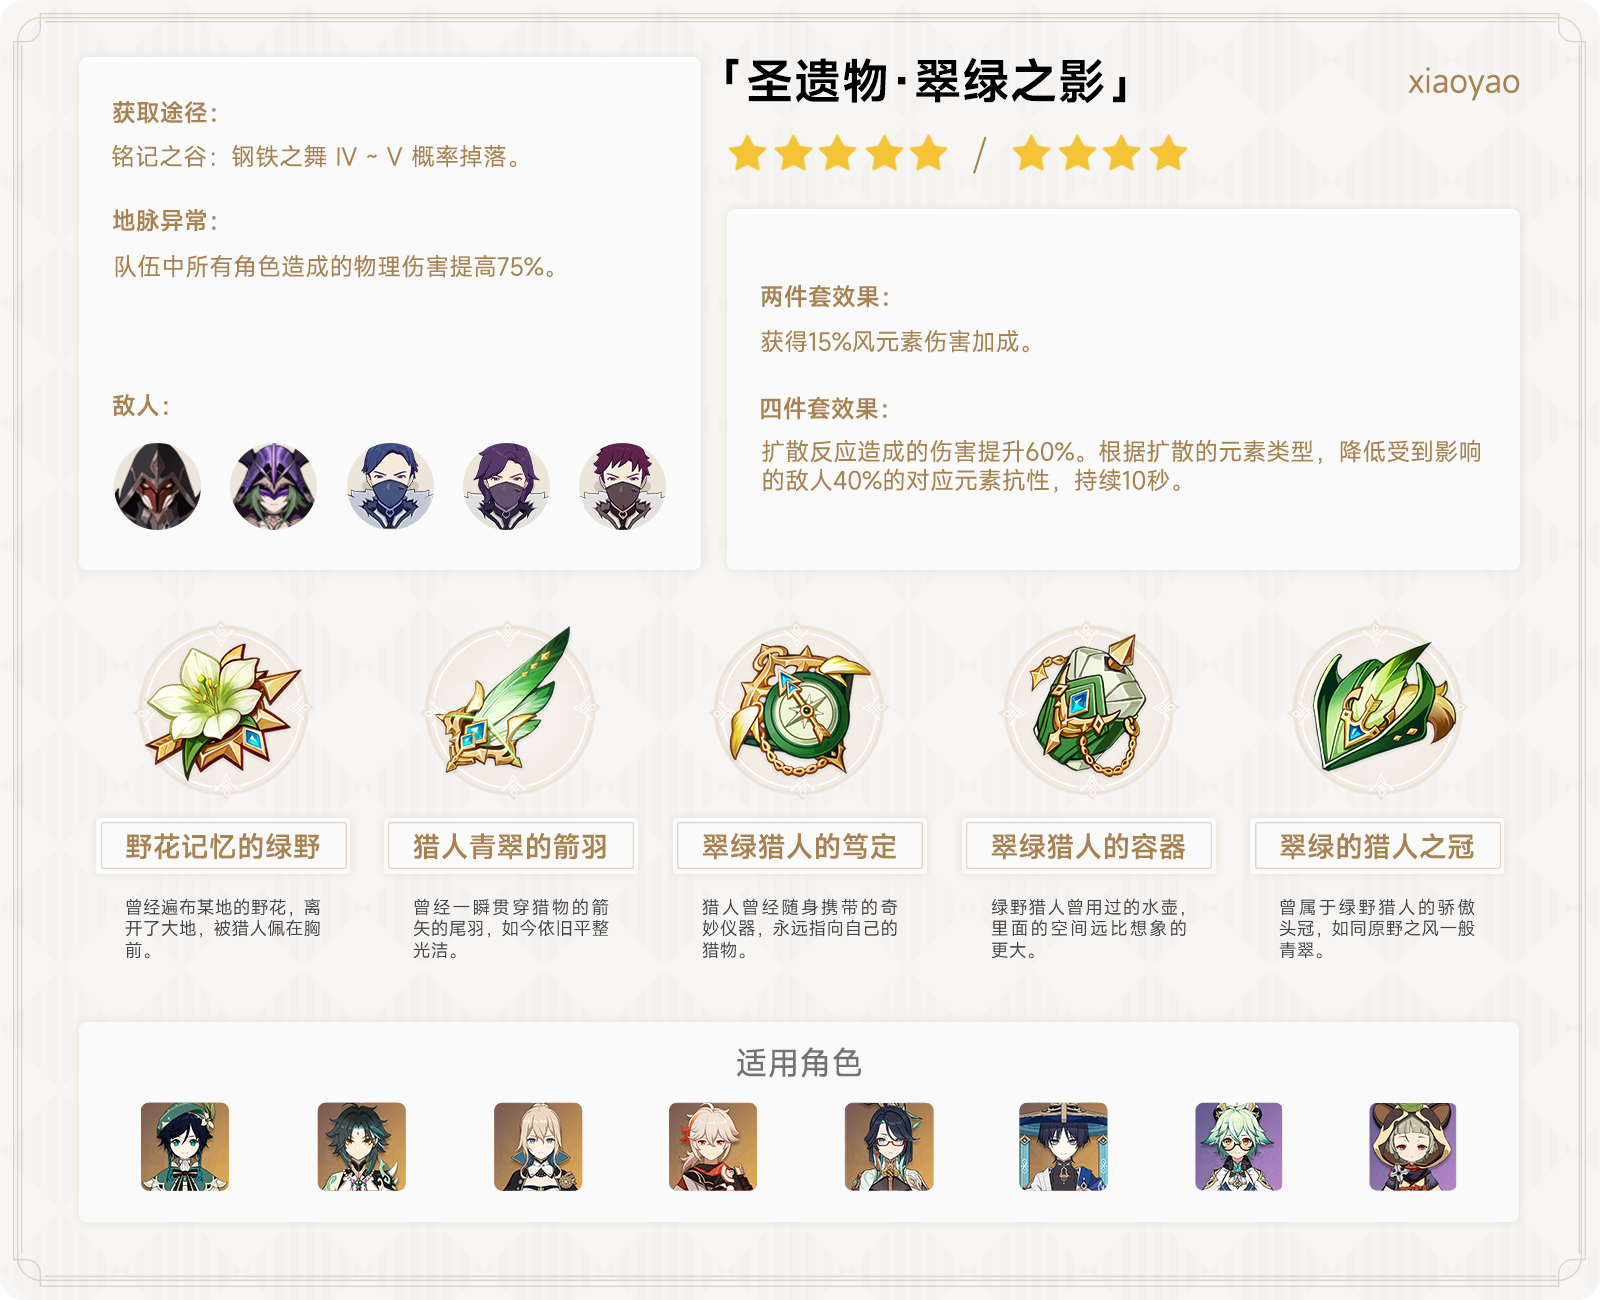 「圣遗物·翠绿之影」
xiaoyao
获取途径：
铭记之谷：钢铁之舞 Ⅳ ~ Ⅴ 概率掉落。
地脉异常：
队伍中所有角色造成的物理伤害提高75%。
敌人：
/
两件套效果：
获得15%风元素伤害加成。
四件套效果：
扩散反应造成的伤害提升60%。根据扩散的元素类型，降低受到影响
的敌人40%的对应元素抗性，持续10秒。
野花记忆的绿野
曾经遍布某地的野花，离
开了大地，被猎人佩在胸
前。
猎人青翠的箭羽
曾经一瞬贯穿猎物的箭
矢的尾羽，如今依旧平整
光洁。
翠绿猎人的笃定
猎人曾经随身携带的奇
妙仪器，永远指向自己的
猎物。
翠绿猎人的容器
绿野猎人曾用过的水壶，
里面的空间远比想象的
更大。
翠绿的猎人之冠
曾属于绿野猎人的骄傲
头冠，如同原野之风一般
青翠。
适用角色